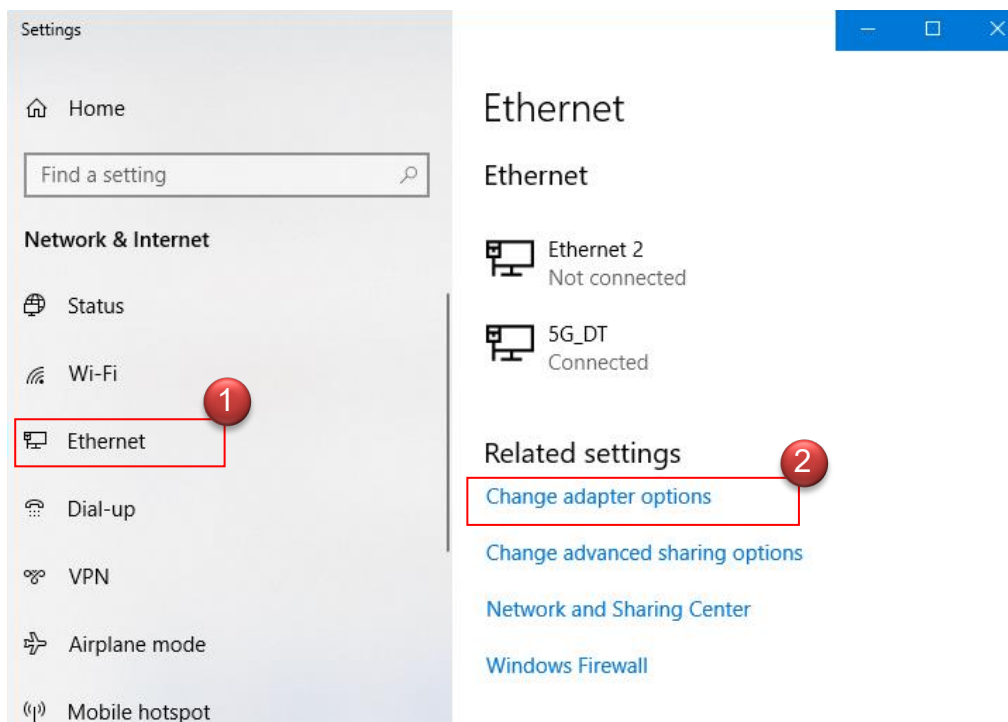 Settings
Home
Find a setting
Network & Internet
Status
Wi-Fi
1
Ethernet
Dial-up
VPN
Airplane mode
Mobile hotspot
Ethernet
Ethernet
Ethernet 2
Not connected
5G_DT
Connected
Related settings
2
Change adapter options
Change advanced sharing options
Network and Sharing Center
Windows Firewall